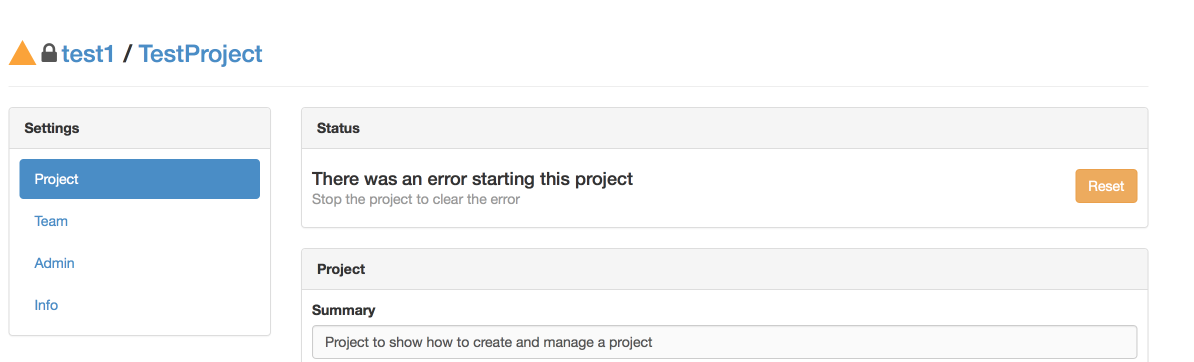 test1 / TestProject
Settings
Project
Team
Admin
Info
Status
There was an error starting this project
Stop the project to clear the error
Reset
Project
Summary
Project to show how to create and manage a project